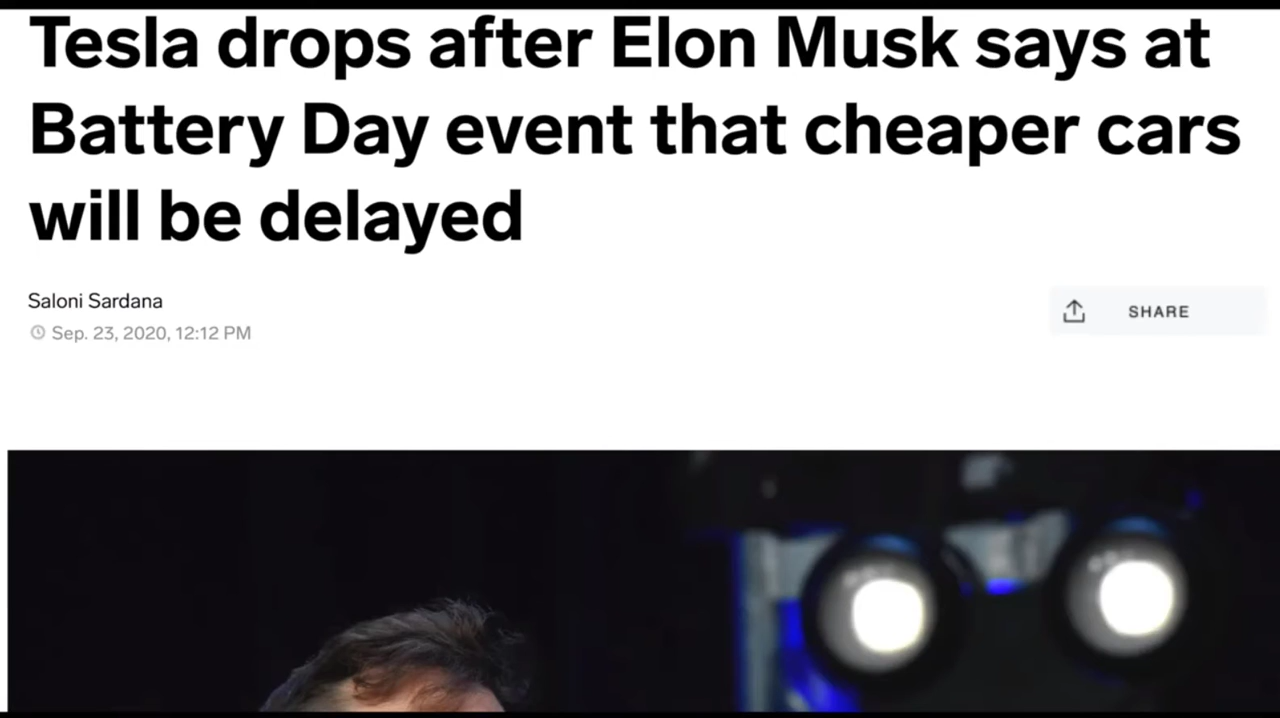 Tesla drops after Elon Musk says at
Battery Day event that cheaper cars
will be delayed
Saloni Sardana
Sep. 23, 2020, 12:12 PM
SHARE